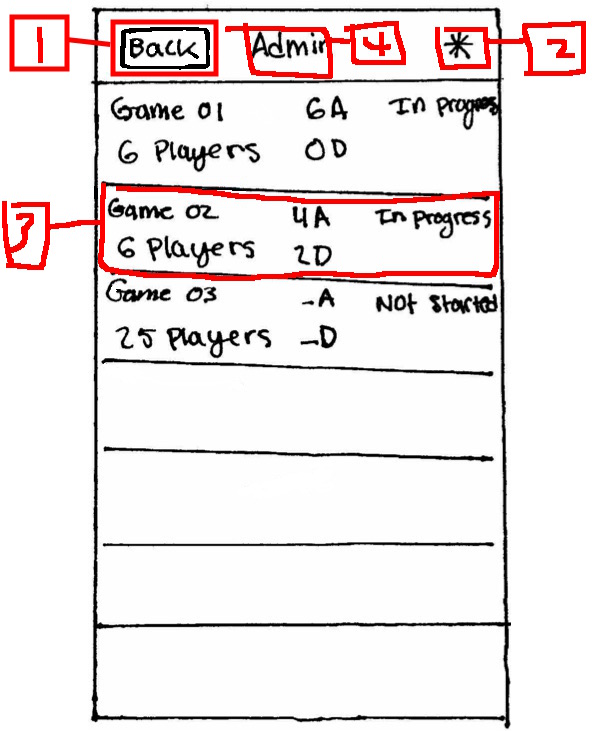 1 Back Admin 4 * 2
Game 01 6A In progress
6 Players 0D
3 Game 02 4A In progress
6 Players 2D
Game 03 -A Not Started
25 Players -D